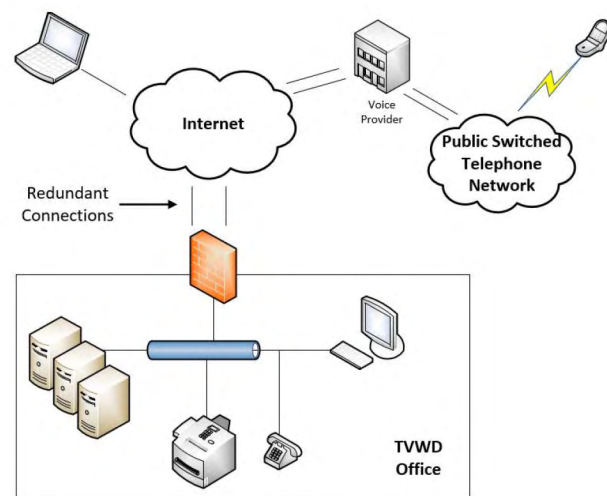 Internet
Voice
Provider
Public Switched
Telephone
Network
Redundant
Connections
TVWD
Office